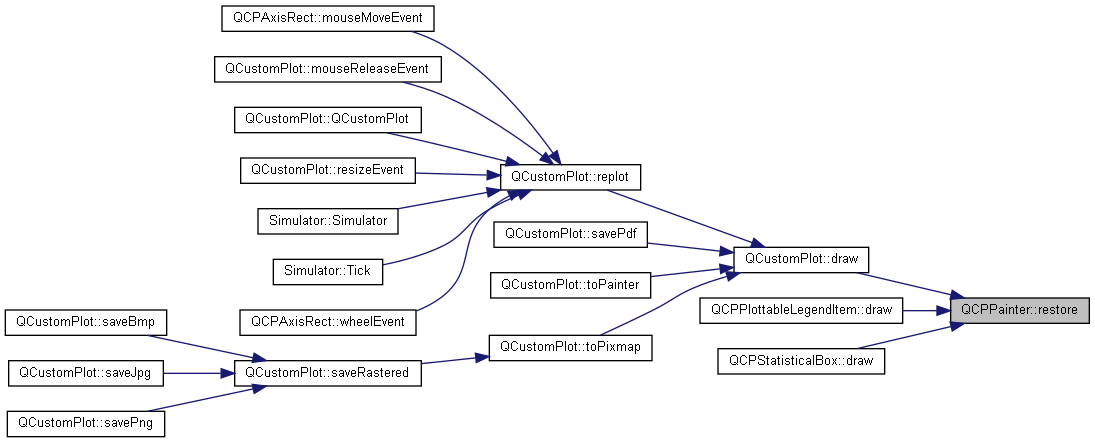 QCPAxisRect::mouseMoveEvent
QCustomPlot::mouseReleaseEvent
QCustomPlot::QCustomPlot
QCustomPlot::resizeEvent
QCustomPlot::replot
Simulator::Simulator
QCustomPlot::savePdf
QCustomPlot::draw
Simulator::Tick
QCustomPlot::toPainter
QCPPlottableLegendItem::draw
QCPPainter::restore
QCustomPlot::saveBmp
QCPAxisRect::wheelEvent
QCustomPlot::toPixmap
QCPStatisticalBox::draw
QCustomPlot::saveJpg
QCustomPlot::saveRastered
QCustomPlot::savePng